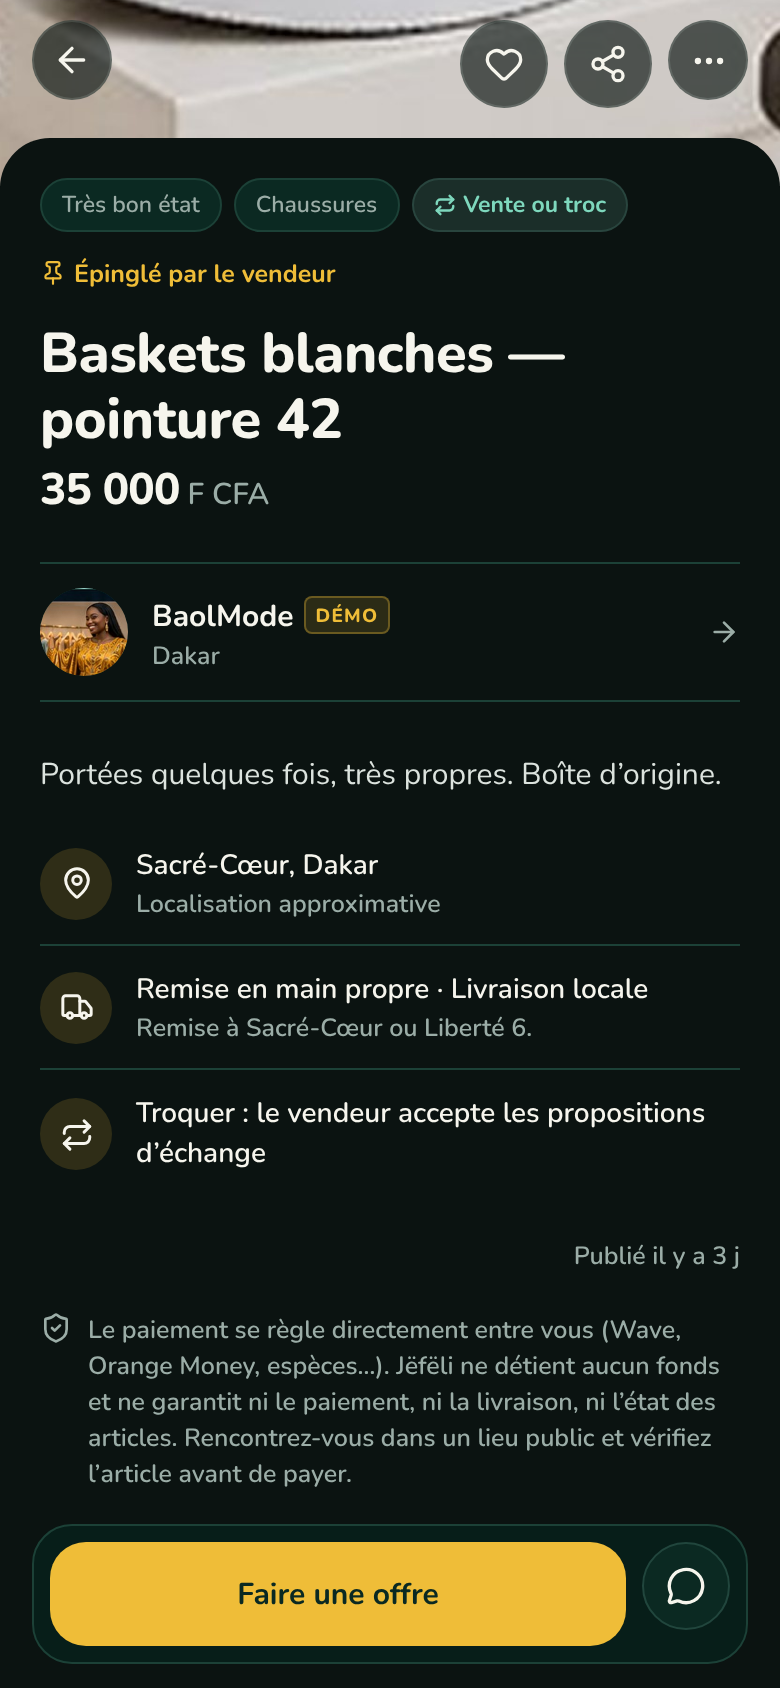 Très bon état
Chaussures
Vente ou troc
Épinglé par le vendeur
Baskets blanches —
pointure 42
35 000 F CFA
BaolMode DÉMO
Dakar
Portées quelques fois, très propres. Boîte d’origine.
Sacré-Cœur, Dakar
Localisation approximative
Remise en main propre · Livraison locale
Remise à Sacré-Cœur ou Liberté 6.
Troquer : le vendeur accepte les propositions
d’échange
Publié il y a 3 j
Le paiement se règle directement entre vous (Wave,
Orange Money, espèces…). Jëfëli ne détient aucun fonds
et ne garantit ni le paiement, ni la livraison, ni l’état des
articles. Rencontrez-vous dans un lieu public et vérifiez
l’article avant de payer.
Faire une offre